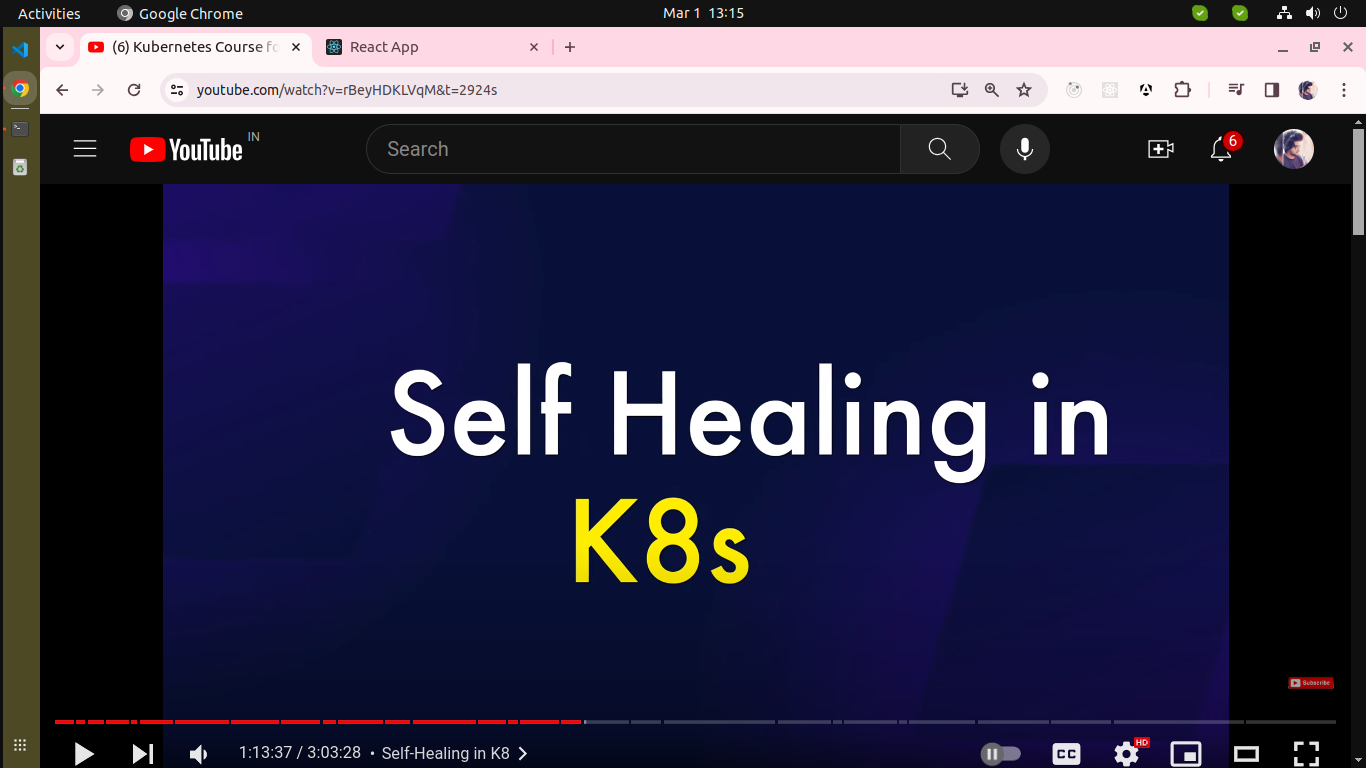 Activities Google Chrome Mar 1 13:15
(6) Kubernetes Course fo React App
youtube.com/watch?v=rBeyHDKLVqM&t=2924s
YouTube IN Search 6
Self Healing in
K8s
Subscribe
1:13:37 / 3:03:28 • Self-Healing in K8 CC HD